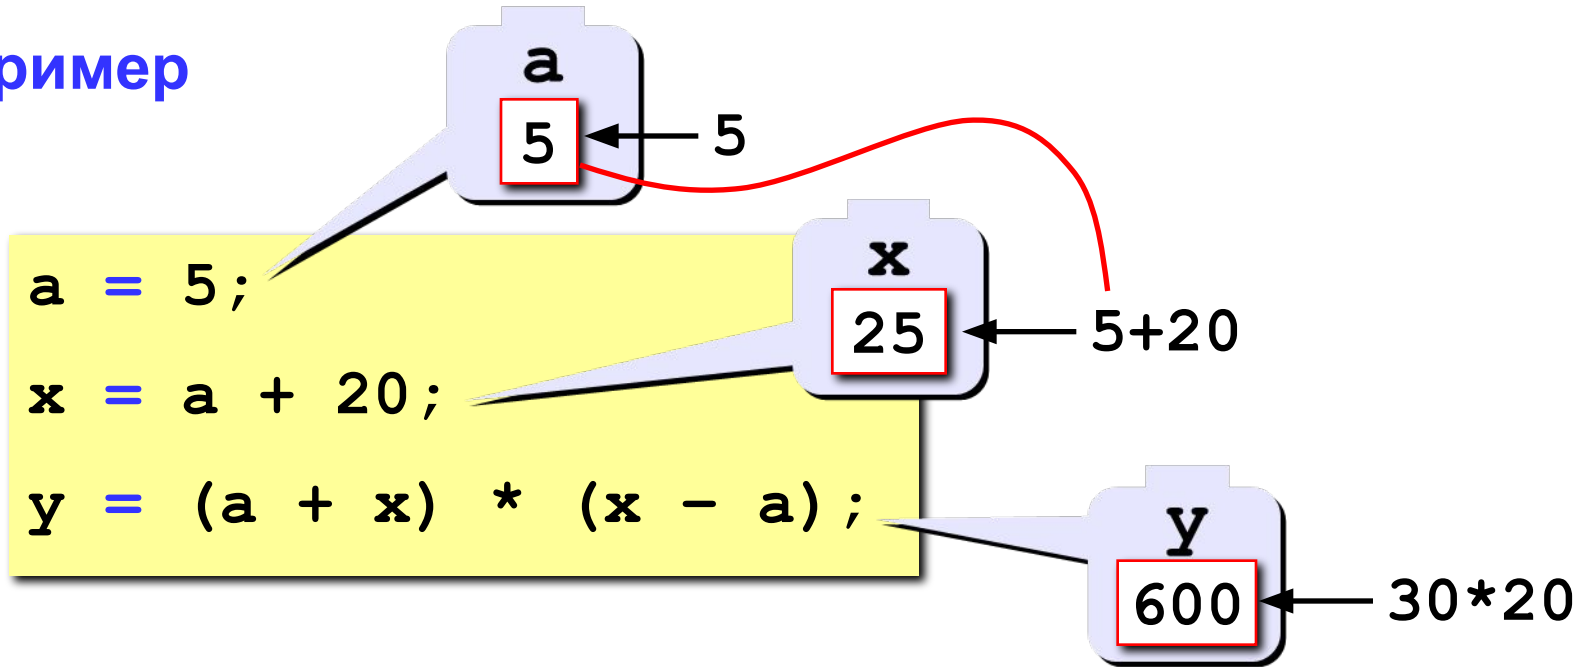 ример
a
5
5
a = 5;
x
25
5+20
x = a + 20;
y = (a + x) * (x – a);
y
600
30*20